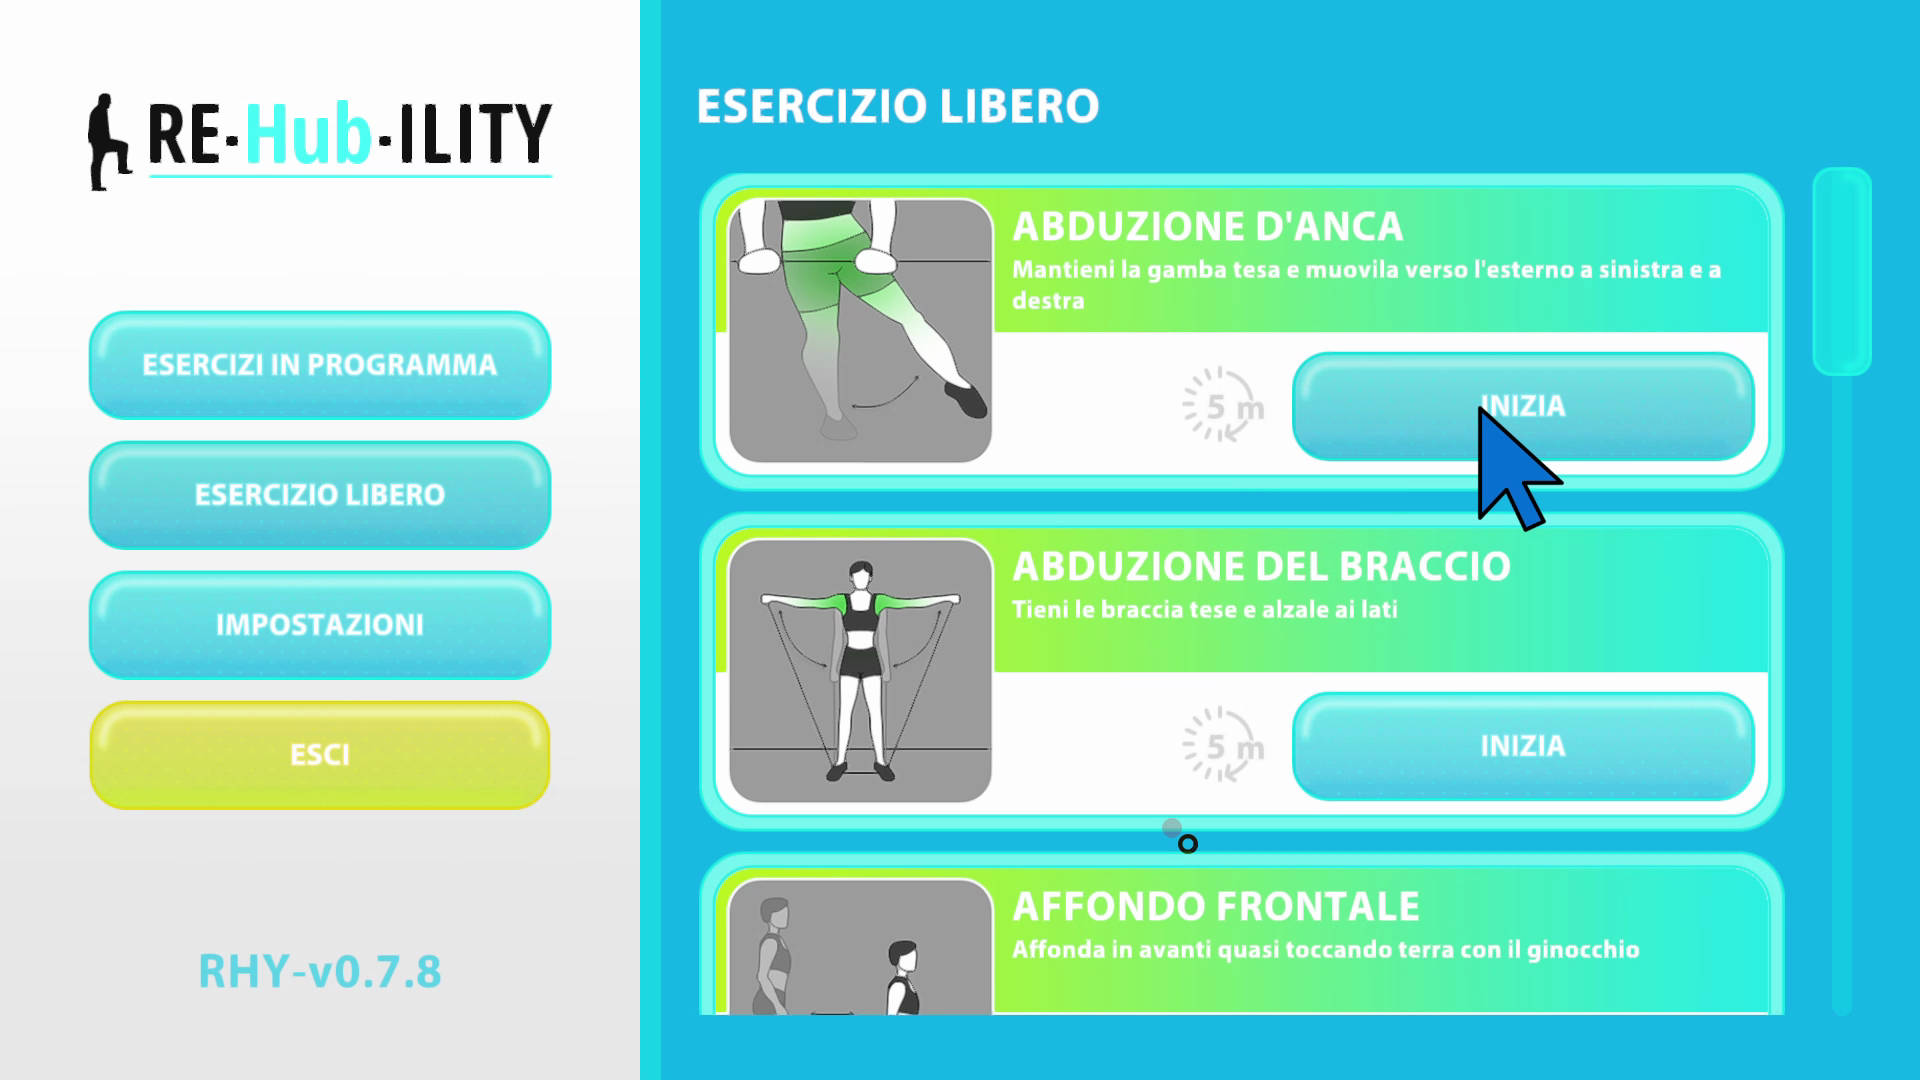 RE-Hub-ILITY
ESERCIZI IN PROGRAMMA
ESERCIZIO LIBERO
IMPOSTAZIONI
ESCI
RHY-v0.7.8
ESERCIZIO LIBERO
ABDUZIONE D'ANCA
Mantieni la gamba tesa e muovila verso l'esterno a sinistra e a
destra
5 m
INIZIA
ABDUZIONE DEL BRACCIO
Tieni le braccia tese e alzale ai lati
5 m
INIZIA
AFFONDO FRONTALE
Affonda in avanti quasi toccando terra con il ginocchio